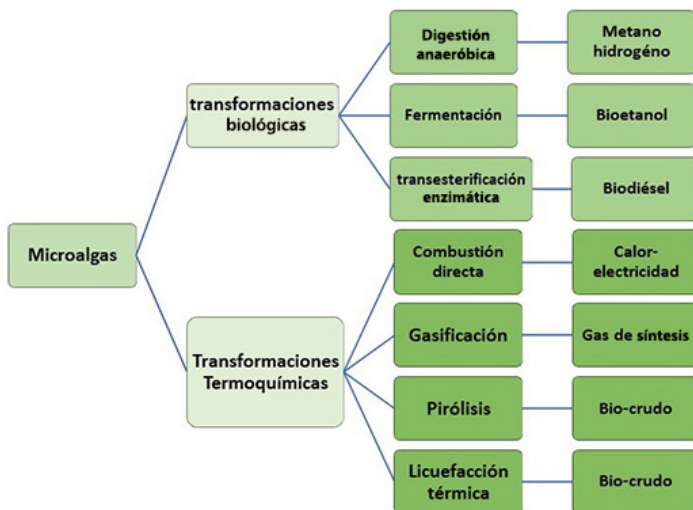 Microalgas
transformaciones
biológicas
Digestión
anaeróbica
Metano
hidrogéno
Fermentación
Bioetanol
transesterificación
enzimática
Biodiésel
Transformaciones
Termoquímicas
Combustión
directa
Calor-
electricidad
Gasificación
Gas de síntesis
Pirólisis
Bio-crudo
Licuefacción
térmica
Bio-crudo